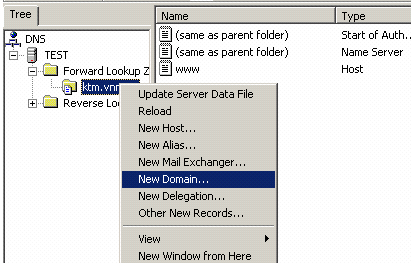 Tree
Name
Type
DNS
TEST
Forward Lookup Z
ktm.vnn
Reverse Loo
(same as parent folder)
Start of Auth...
(same as parent folder)
Name Server
www
Host
Update Server Data File
Reload
New Host...
New Alias...
New Mail Exchanger...
New Domain...
New Delegation...
Other New Records...
View
New Window from Here